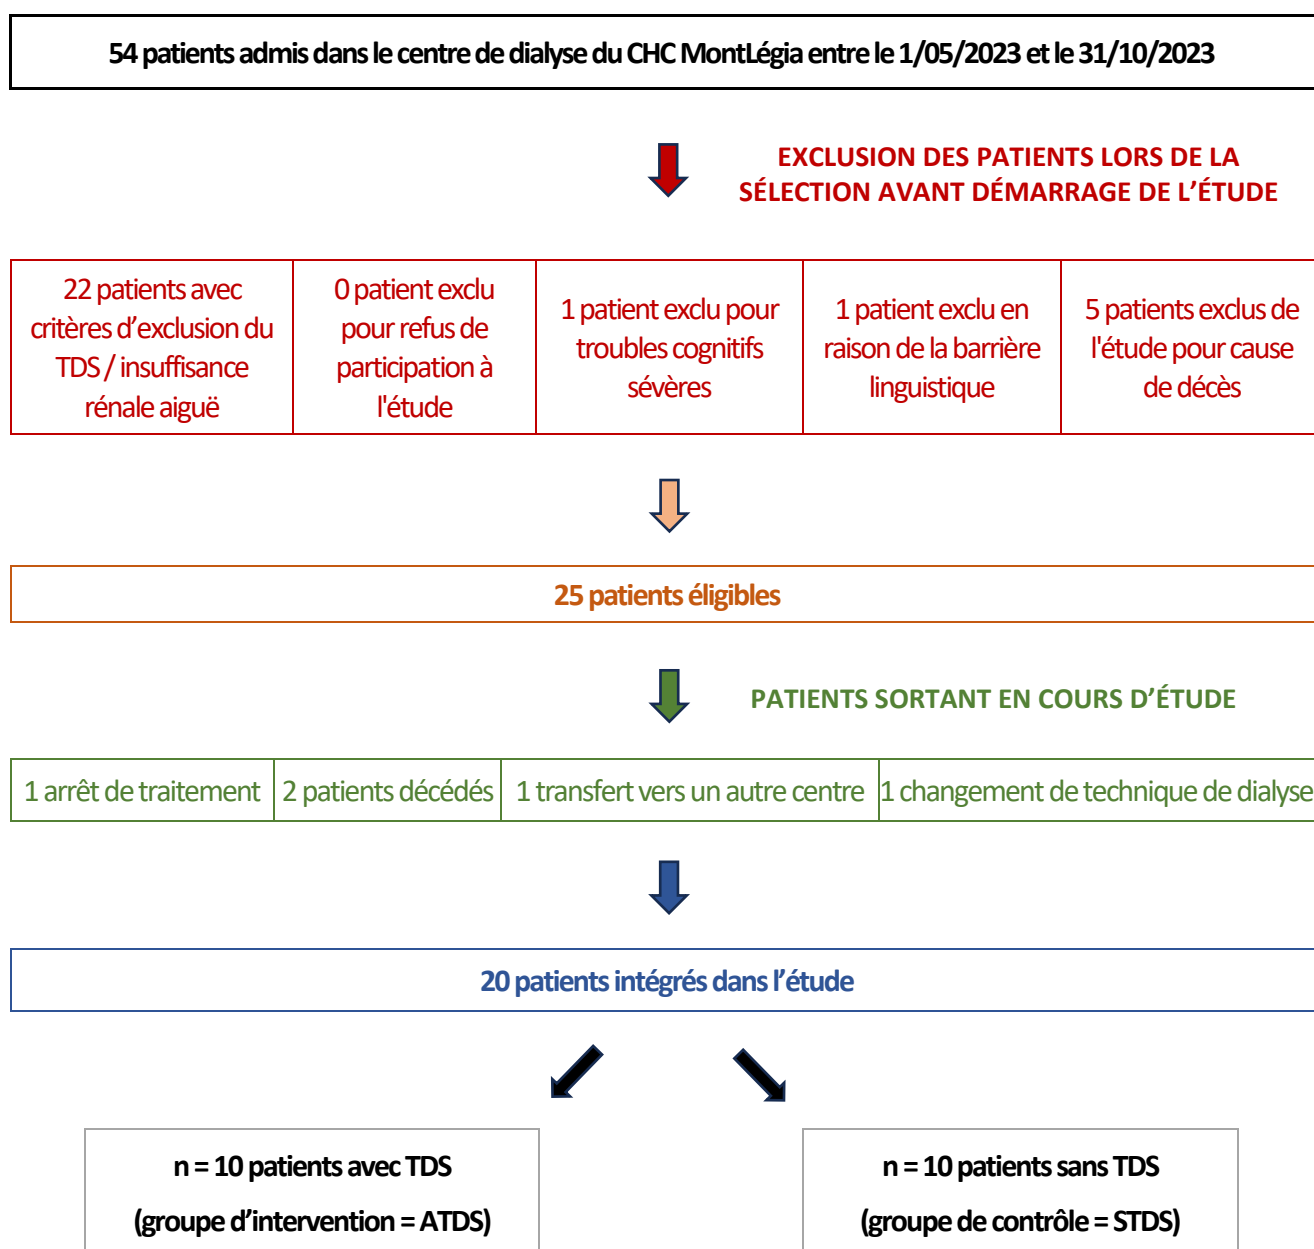 54 patients admis dans le centre de dialyse du CHC MontLégia entre le 1/05/2023 et le 31/10/2023
EXCLUSION DES PATIENTS LORS DE LA
SÉLECTION AVANT DÉMARRAGE DE L’ÉTUDE
22 patients avec
critères d’exclusion du
TDS / insuffisance
rénale aiguë
0 patient exclu
pour refus de
participation à
l'étude
1 patient exclu pour
troubles cognitifs
sévères
1 patient exclu en
raison de la barrière
linguistique
5 patients exclus de
l'étude pour cause
de décès
25 patients éligibles
PATIENTS SORTANT EN COURS D’ÉTUDE
1 arrêt de traitement
2 patients décédés
1 transfert vers un autre centre
1 changement de technique de dialyse
20 patients intégrés dans l’étude
n = 10 patients avec TDS
(groupe d’intervention = ATDS)
n = 10 patients sans TDS
(groupe de contrôle = STDS)